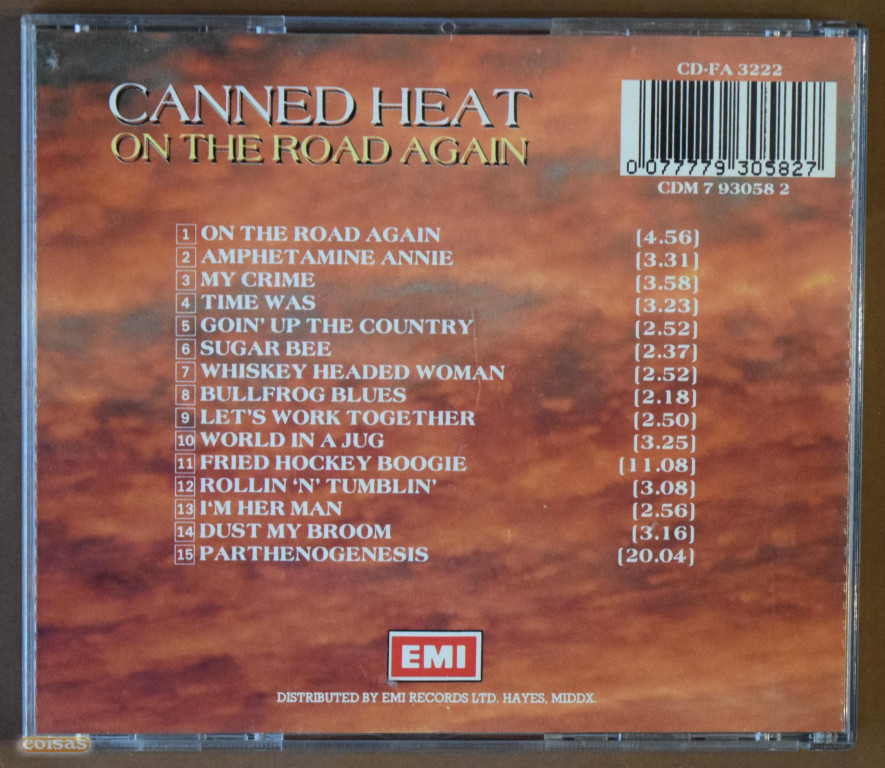 CANNED HEAT
ON THE ROAD AGAIN
CD-FA 3222
0 077779 305827
CDM 7 93058 2
1 ON THE ROAD AGAIN (4.56)
2 AMPHETAMINE ANNIE (3.31)
3 MY CRIME (3.58)
4 TIME WAS (3.23)
5 GOIN' UP THE COUNTRY (2.52)
6 SUGAR BEE (2.37)
7 WHISKEY HEADED WOMAN (2.52)
8 BULLFROG BLUES (2.18)
9 LET'S WORK TOGETHER (2.50)
10 WORLD IN A JUG (3.25)
11 FRIED HOCKEY BOOGIE (11.08)
12 ROLLIN 'N' TUMBLIN' (3.08)
13 I'M HER MAN (2.56)
14 DUST MY BROOM (3.16)
15 PARTHENOGENESIS (20.04)
EMI
DISTRIBUTED BY EMI RECORDS LTD. HAYES, MIDDX.
coisas